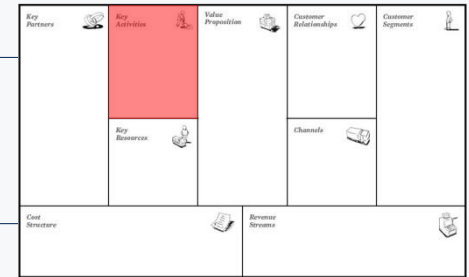 Key
Partners
Key
Activities
Value
Proposition
Customer
Relationships
Customer
Segments
Key
Resources
Channels
Cost
Structure
Revenue
Streams